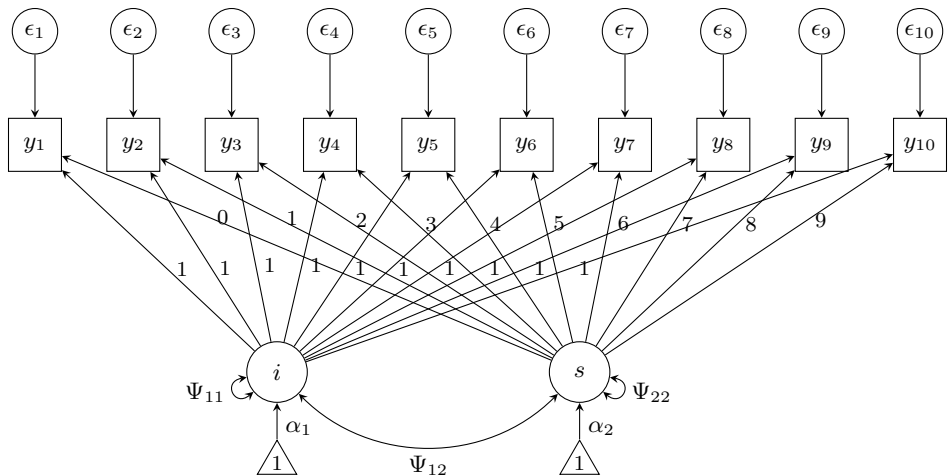 ϵ₁ ϵ₂ ϵ₃ ϵ₄ ϵ₅ ϵ₆ ϵ₇ ϵ₈ ϵ₉ ϵ₁₀
y₁ y₂ y₃ y₄ y₅ y₆ y₇ y₈ y₉ y₁₀
0 1 2 3 4 5 6 7 8 9
1 1 1 1 1 1 1 1 1 1
i s
Ψ₁₁ Ψ₂₂
α₁ α₂
1 Ψ₁₂ 1